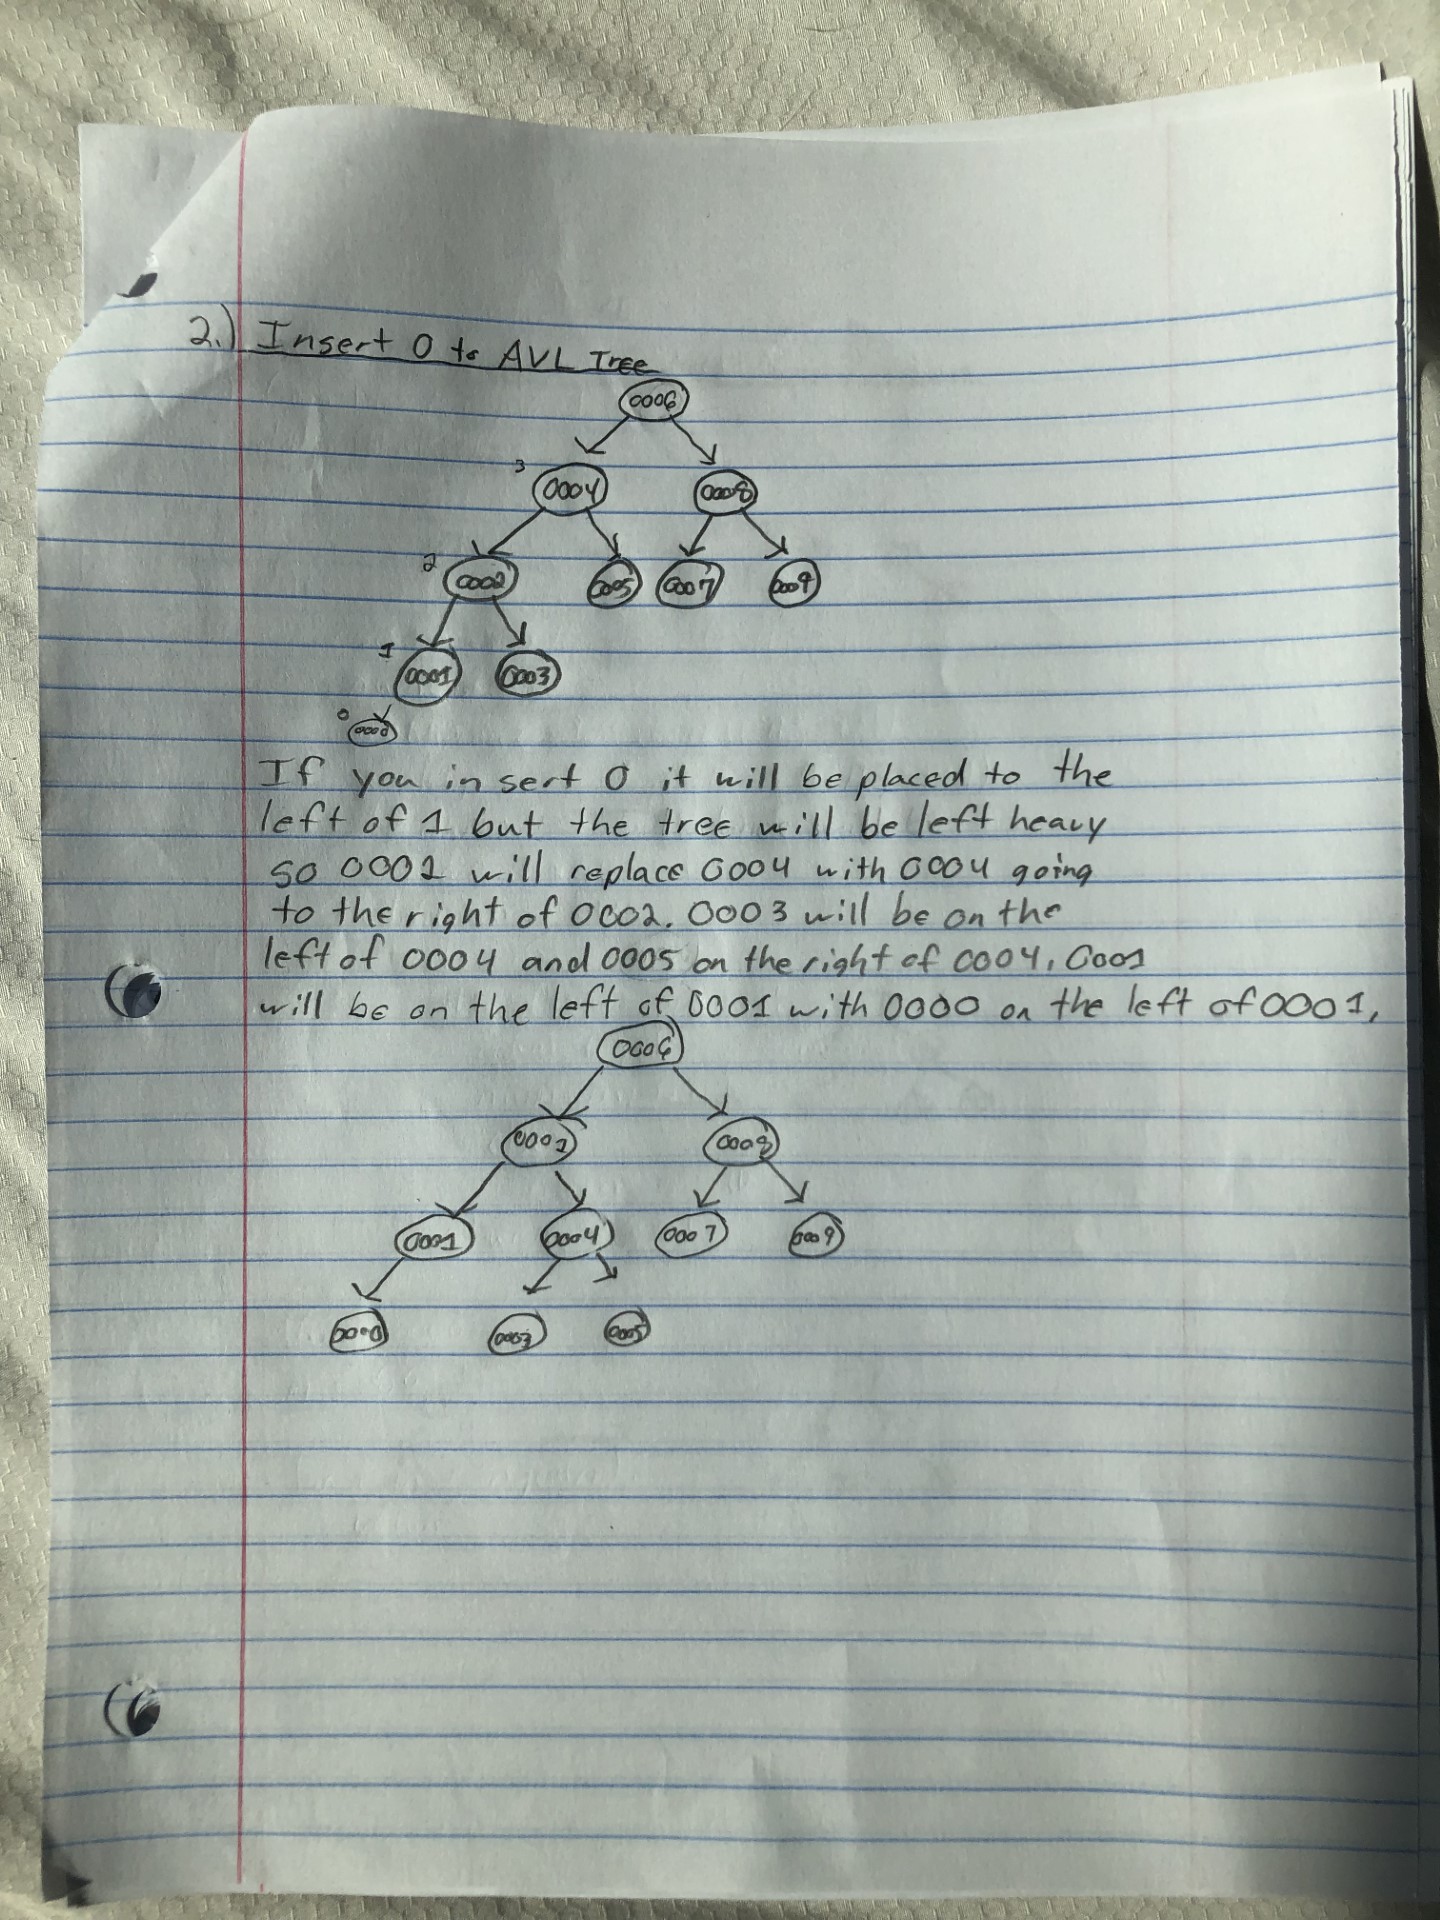 2.) Insert 0 to AVL Tree
0006
3 0004 0008
2 0002 0005 0007 0009
1 0001 0003
0 0000
If you insert 0 it will be placed to the
left of 1 but the tree will be left heavy
so 0002 will replace 0004 with 0004 going
to the right of 0002. 0003 will be on the
left of 0004 and 0005 on the right of 0004. 0001
will be on the left of 0001 with 0000 on the left of 0001,
0006
0002 0008
0001 0004 0007 0009
0000 0003 0005